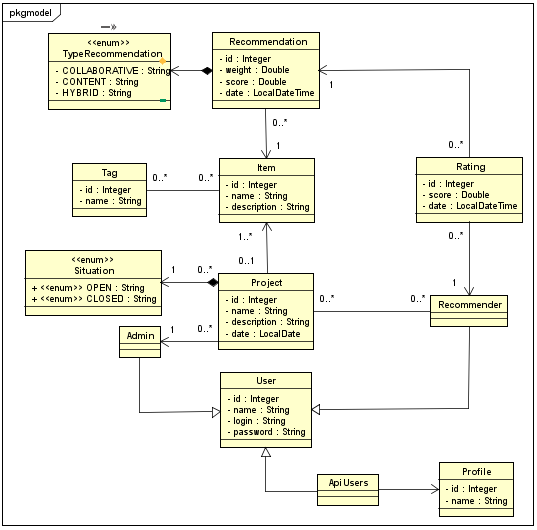 pkgmodel
<<enum>>
TypeRecommendation
- COLLABORATIVE : String
- CONTENT : String
- HYBRID : String
Recommendation
- id : Integer
- weight : Double
- score : Double
- date : LocalDateTime
1
0..*
0..*
1
Tag
- id : Integer
- name : String
0..*
0..*
Item
- id : Integer
- name : String
- description : String
Rating
- id : Integer
- score : Double
- date : LocalDateTime
1..*
0..*
0..1
<<enum>>
Situation
+ <<enum>> OPEN : String
+ <<enum>> CLOSED : String
1
0..*
Project
- id : Integer
- name : String
- description : String
- date : LocalDate
0..*
0..*
1
Recommender
Admin
1
0..*
User
- id : Integer
- name : String
- login : String
- password : String
ApiUsers
Profile
- id : Integer
- name : String